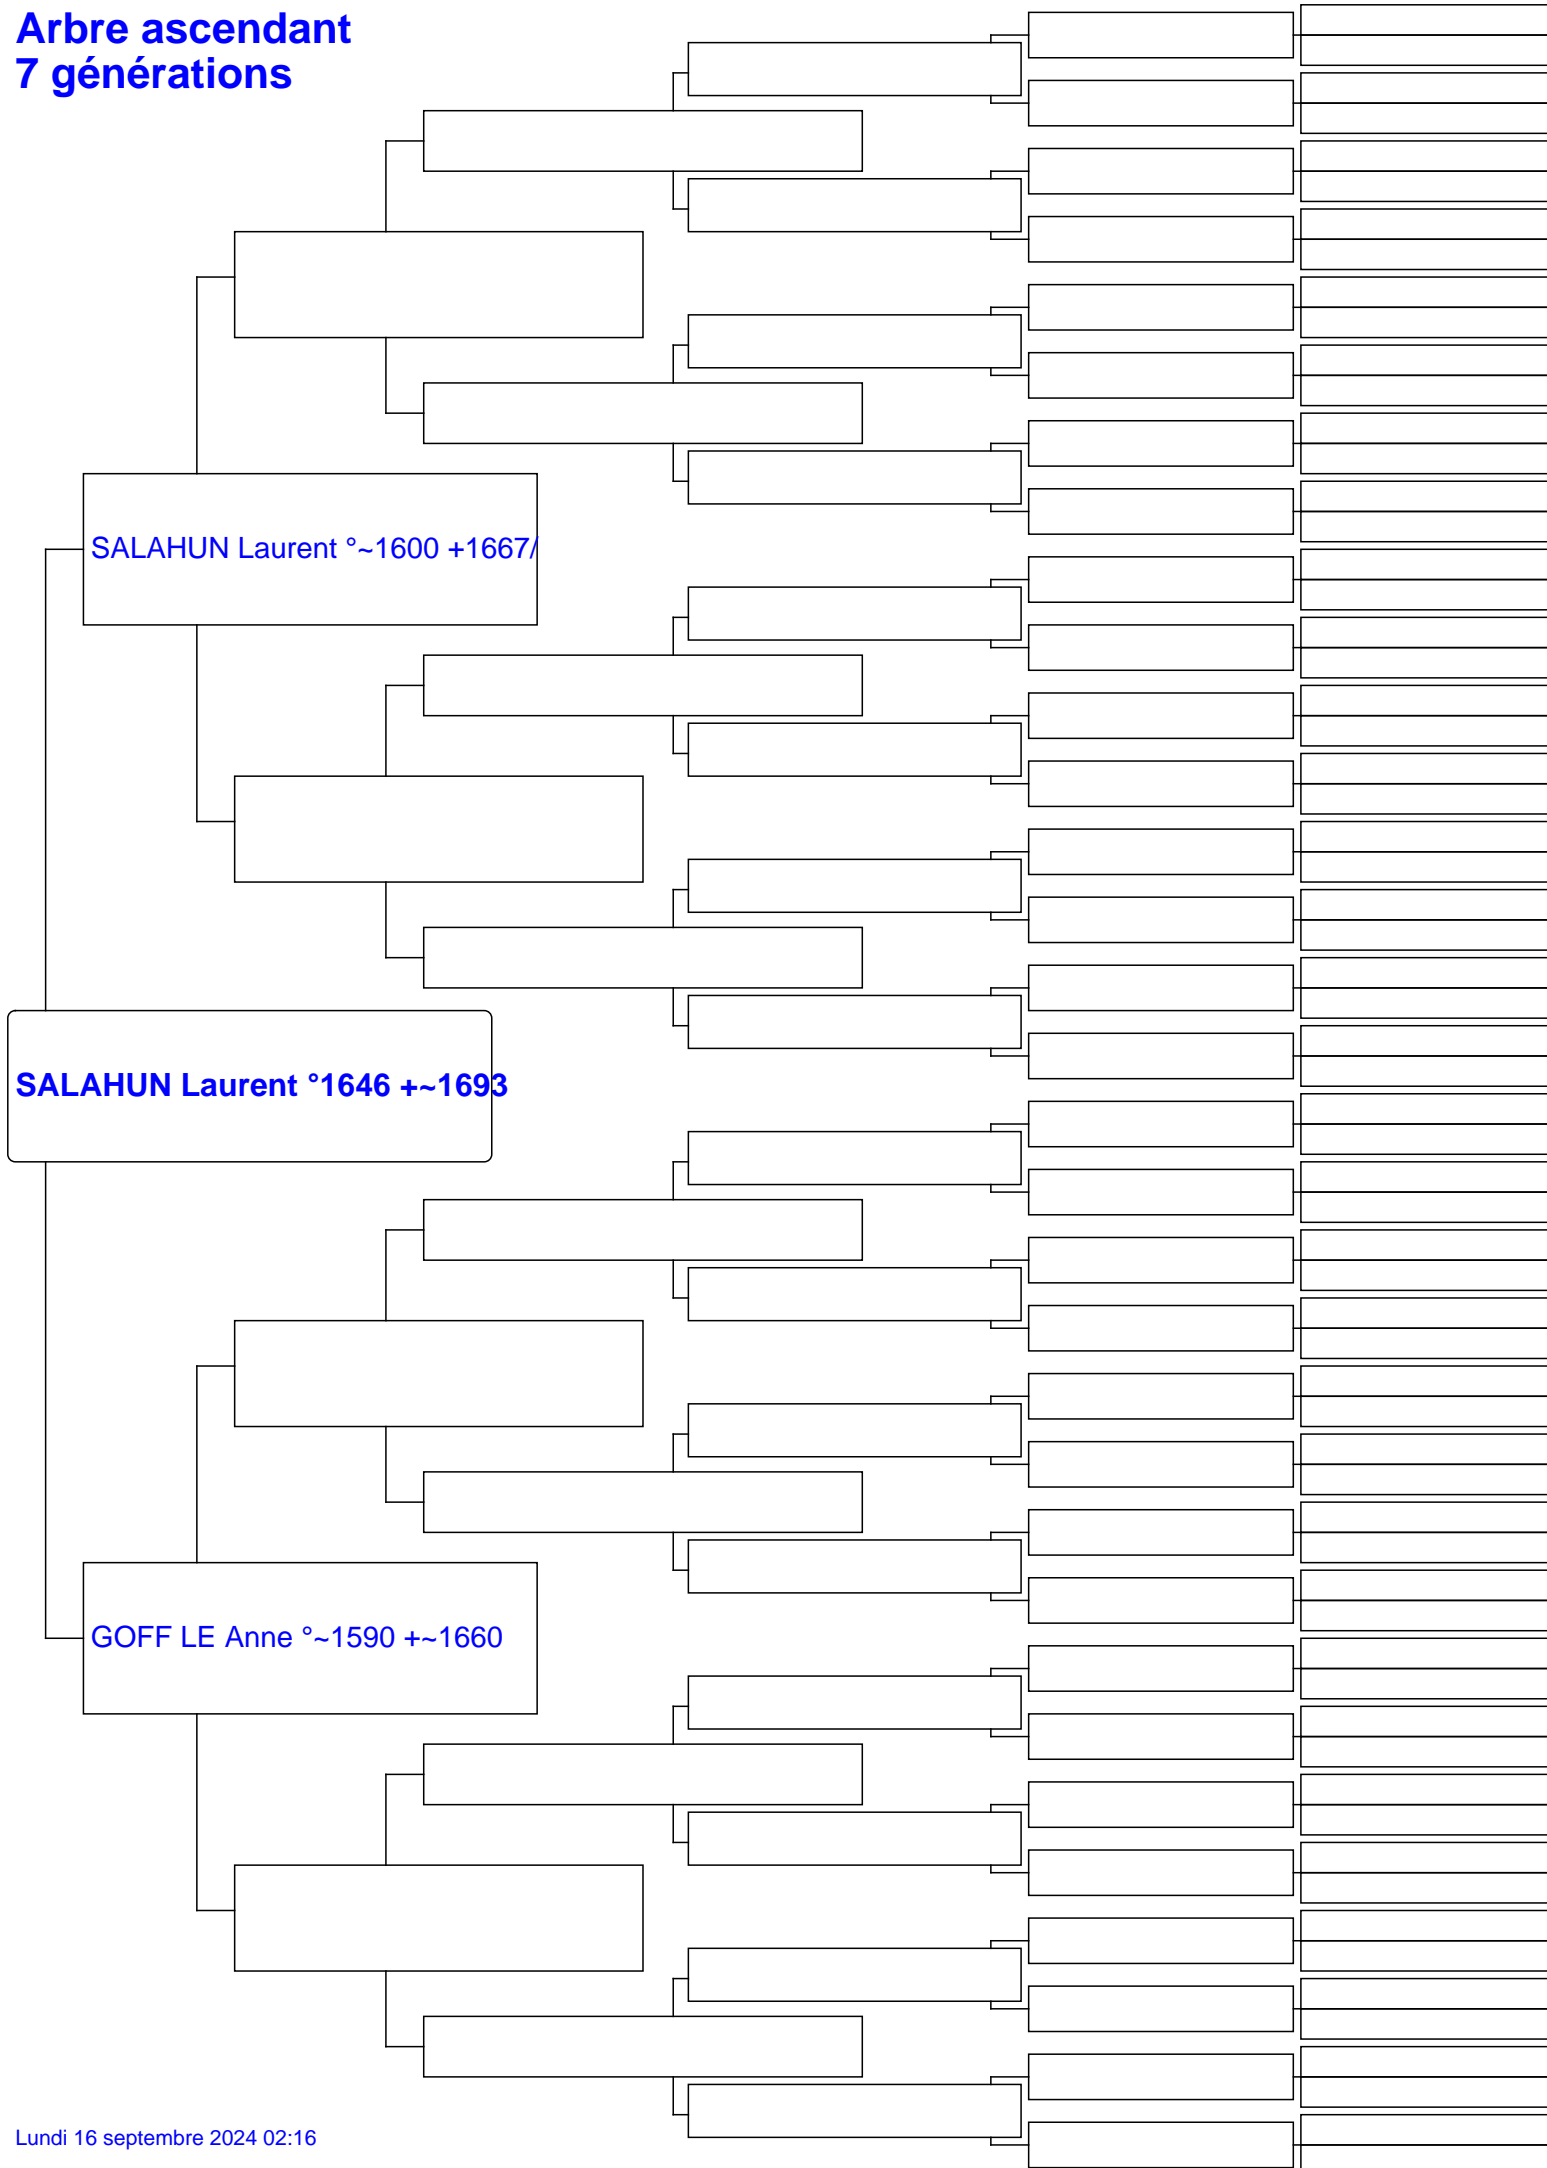 Arbre ascendant
7 générations
SALAHUN Laurent °~1600 +1667/
SALAHUN Laurent °1646 +~1693
GOFF LE Anne °~1590 +~1660
Lundi 16 septembre 2024 02:16